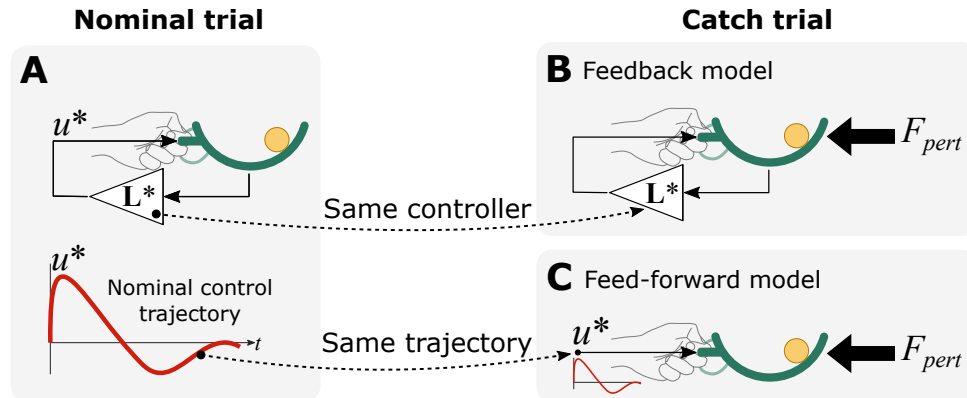 Nominal trial
Catch trial
A
u*
L*
u*
Nominal control
trajectory
t
Same controller
Same trajectory
B Feedback model
L*
F_pert
C Feed-forward model
u*
F_pert